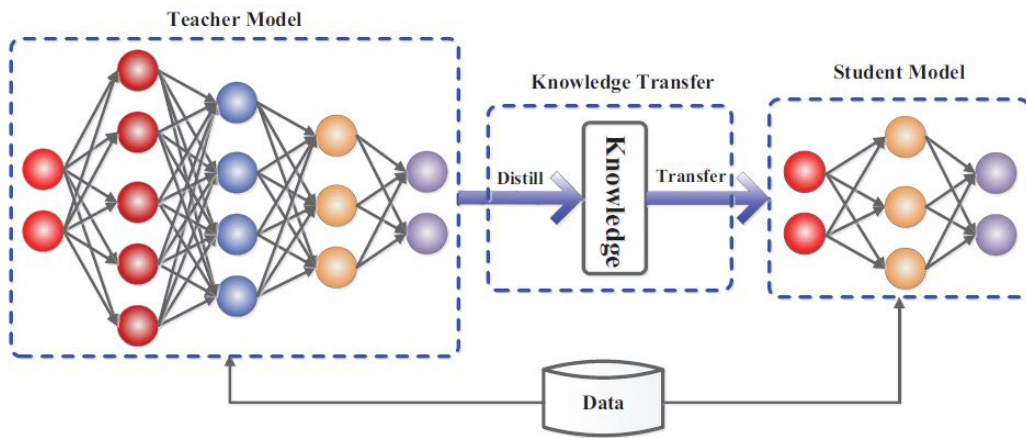 Teacher Model
Knowledge Transfer
Student Model
Distill
Knowledge
Transfer
Data